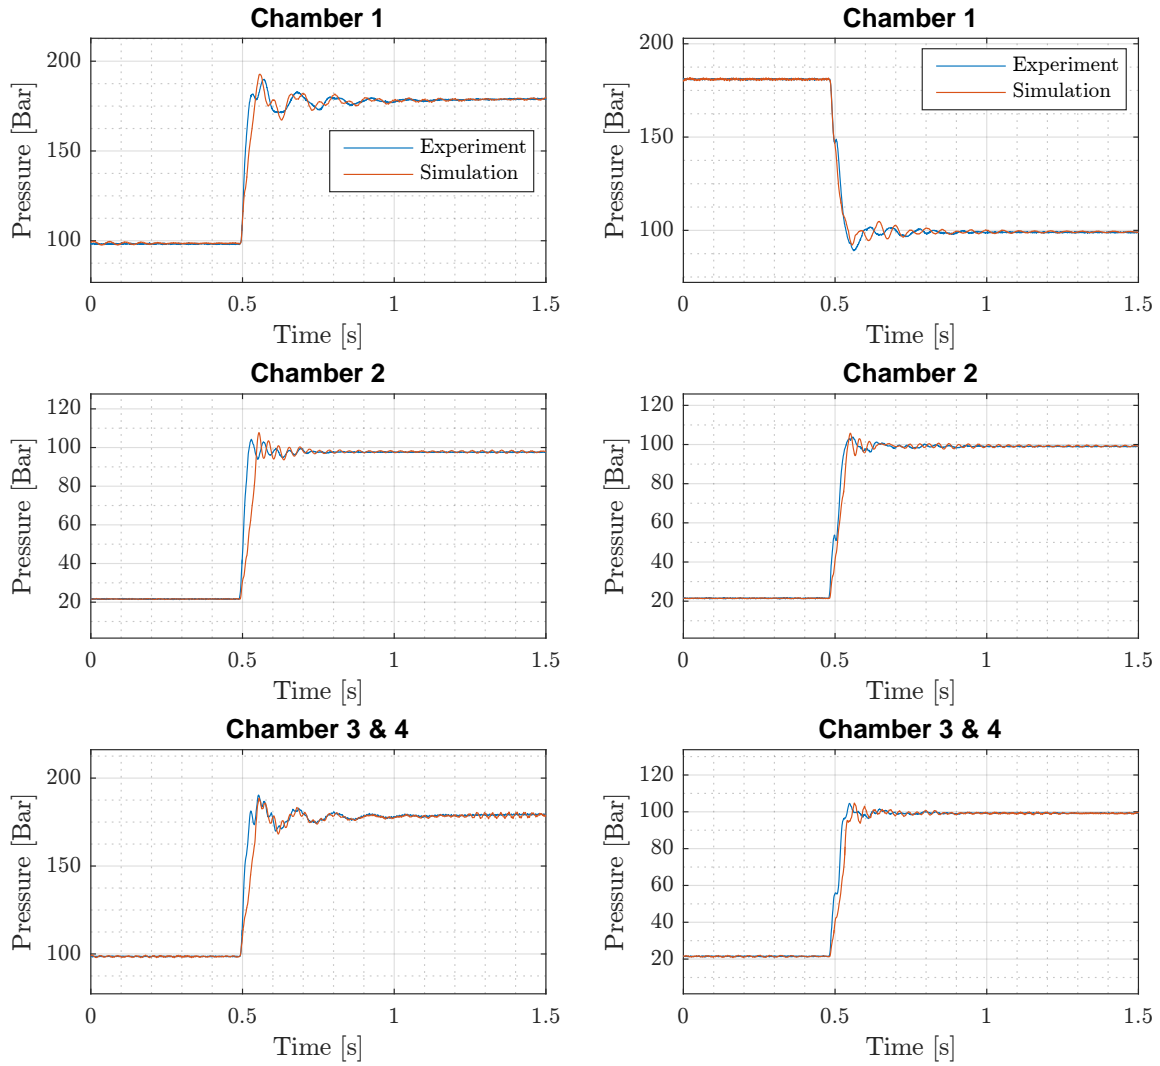 Chamber 1
Pressure [Bar]
200
150
100
Experiment
Simulation
0 0.5 1 1.5
Time [s]
Chamber 1
Pressure [Bar]
200
150
100
Experiment
Simulation
0 0.5 1 1.5
Time [s]
Chamber 2
Pressure [Bar]
120
100
80
60
40
20
0 0.5 1 1.5
Time [s]
Chamber 2
Pressure [Bar]
120
100
80
60
40
20
0 0.5 1 1.5
Time [s]
Chamber 3 & 4
Pressure [Bar]
200
150
100
0 0.5 1 1.5
Time [s]
Chamber 3 & 4
Pressure [Bar]
120
100
80
60
40
20
0 0.5 1 1.5
Time [s]